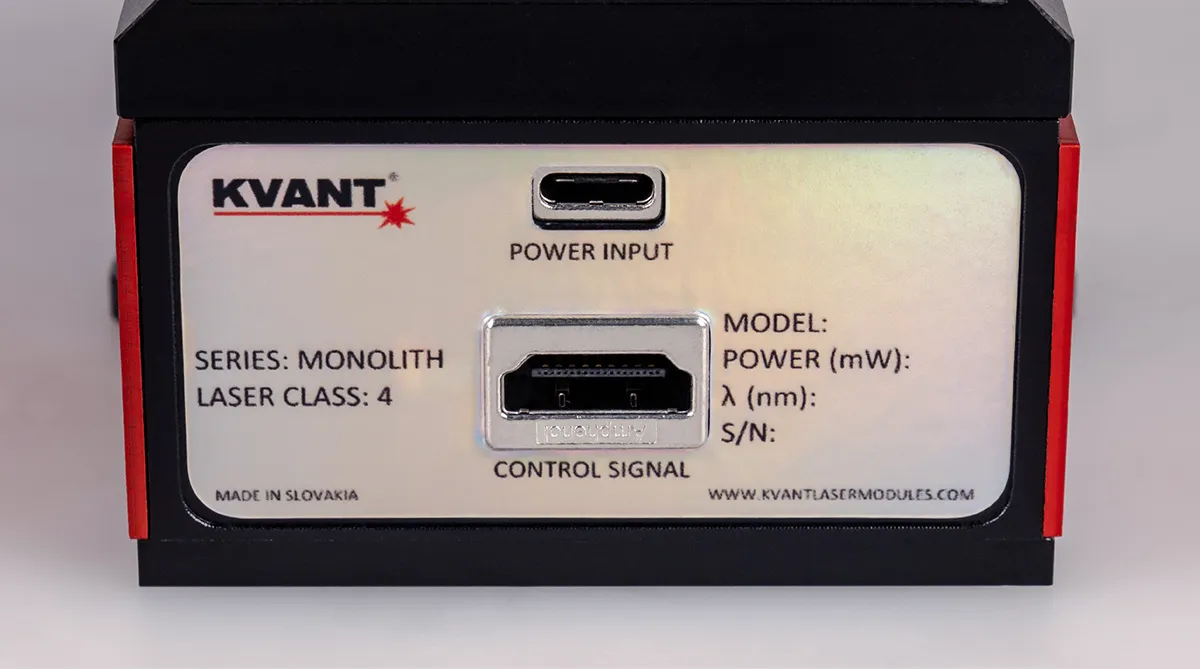 KVANT®
POWER INPUT
SERIES: MONOLITH
LASER CLASS: 4
MODEL:
POWER (mW):
λ (nm):
S/N:
Amphenol
CONTROL SIGNAL
MADE IN SLOVAKIA
WWW.KVANTLASERMODULES.COM